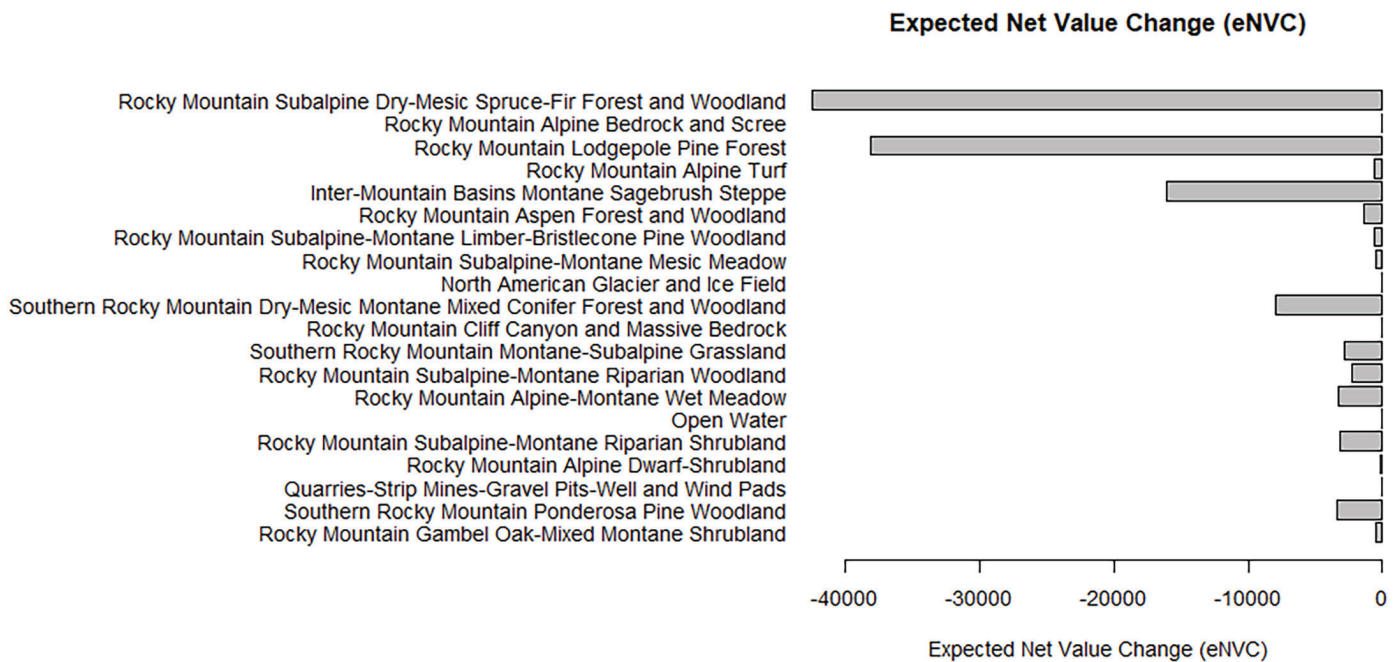 Expected Net Value Change (eNVC)
Rocky Mountain Subalpine Dry-Mesic Spruce-Fir Forest and Woodland
Rocky Mountain Alpine Bedrock and Scree
Rocky Mountain Lodgepole Pine Forest
Rocky Mountain Alpine Turf
Inter-Mountain Basins Montane Sagebrush Steppe
Rocky Mountain Aspen Forest and Woodland
Rocky Mountain Subalpine-Montane Limber-Bristlecone Pine Woodland
Rocky Mountain Subalpine-Montane Mesic Meadow
North American Glacier and Ice Field
Southern Rocky Mountain Dry-Mesic Montane Mixed Conifer Forest and Woodland
Rocky Mountain Cliff Canyon and Massive Bedrock
Southern Rocky Mountain Montane-Subalpine Grassland
Rocky Mountain Subalpine-Montane Riparian Woodland
Rocky Mountain Alpine-Montane Wet Meadow
Open Water
Rocky Mountain Subalpine-Montane Riparian Shrubland
Rocky Mountain Alpine Dwarf-Shrubland
Quarries-Strip Mines-Gravel Pits-Well and Wind Pads
Southern Rocky Mountain Ponderosa Pine Woodland
Rocky Mountain Gambel Oak-Mixed Montane Shrubland
-40000 -30000 -20000 -10000 0
Expected Net Value Change (eNVC)